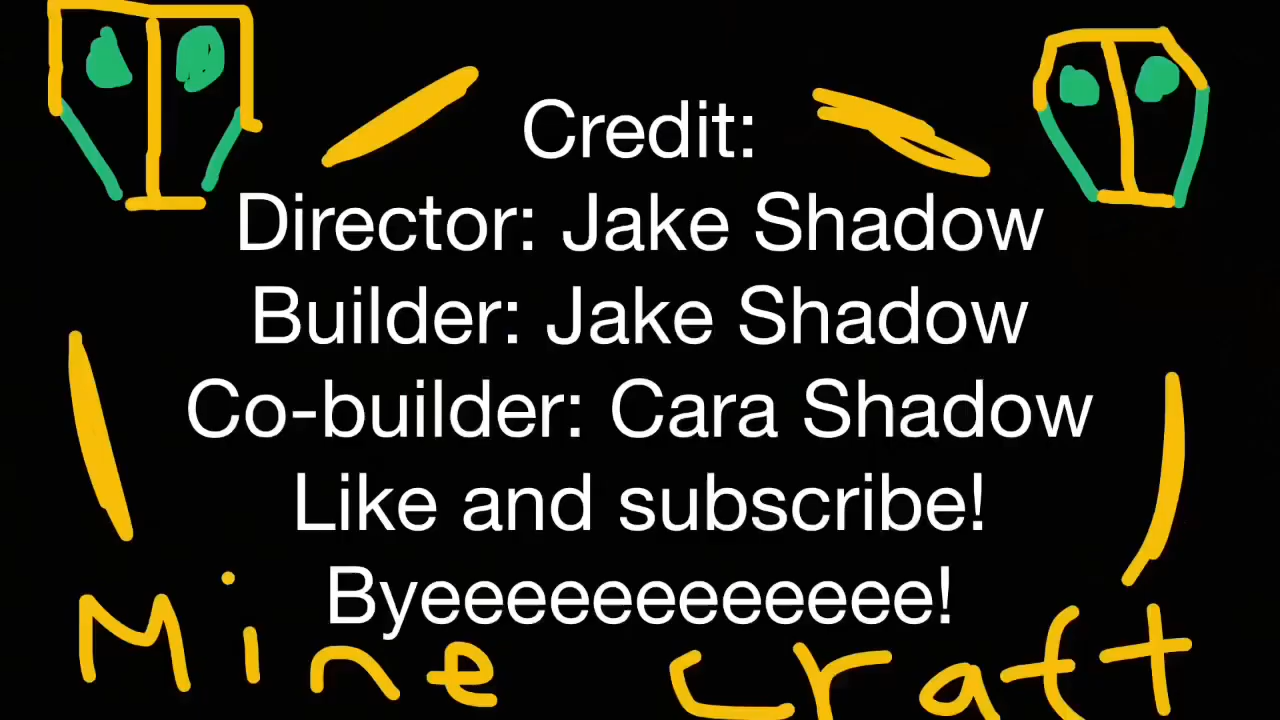 Credit:
Director: Jake Shadow
Builder: Jake Shadow
Co-builder: Cara Shadow
Like and subscribe!
Byeeeeeeeeeeeee!
Mine craft